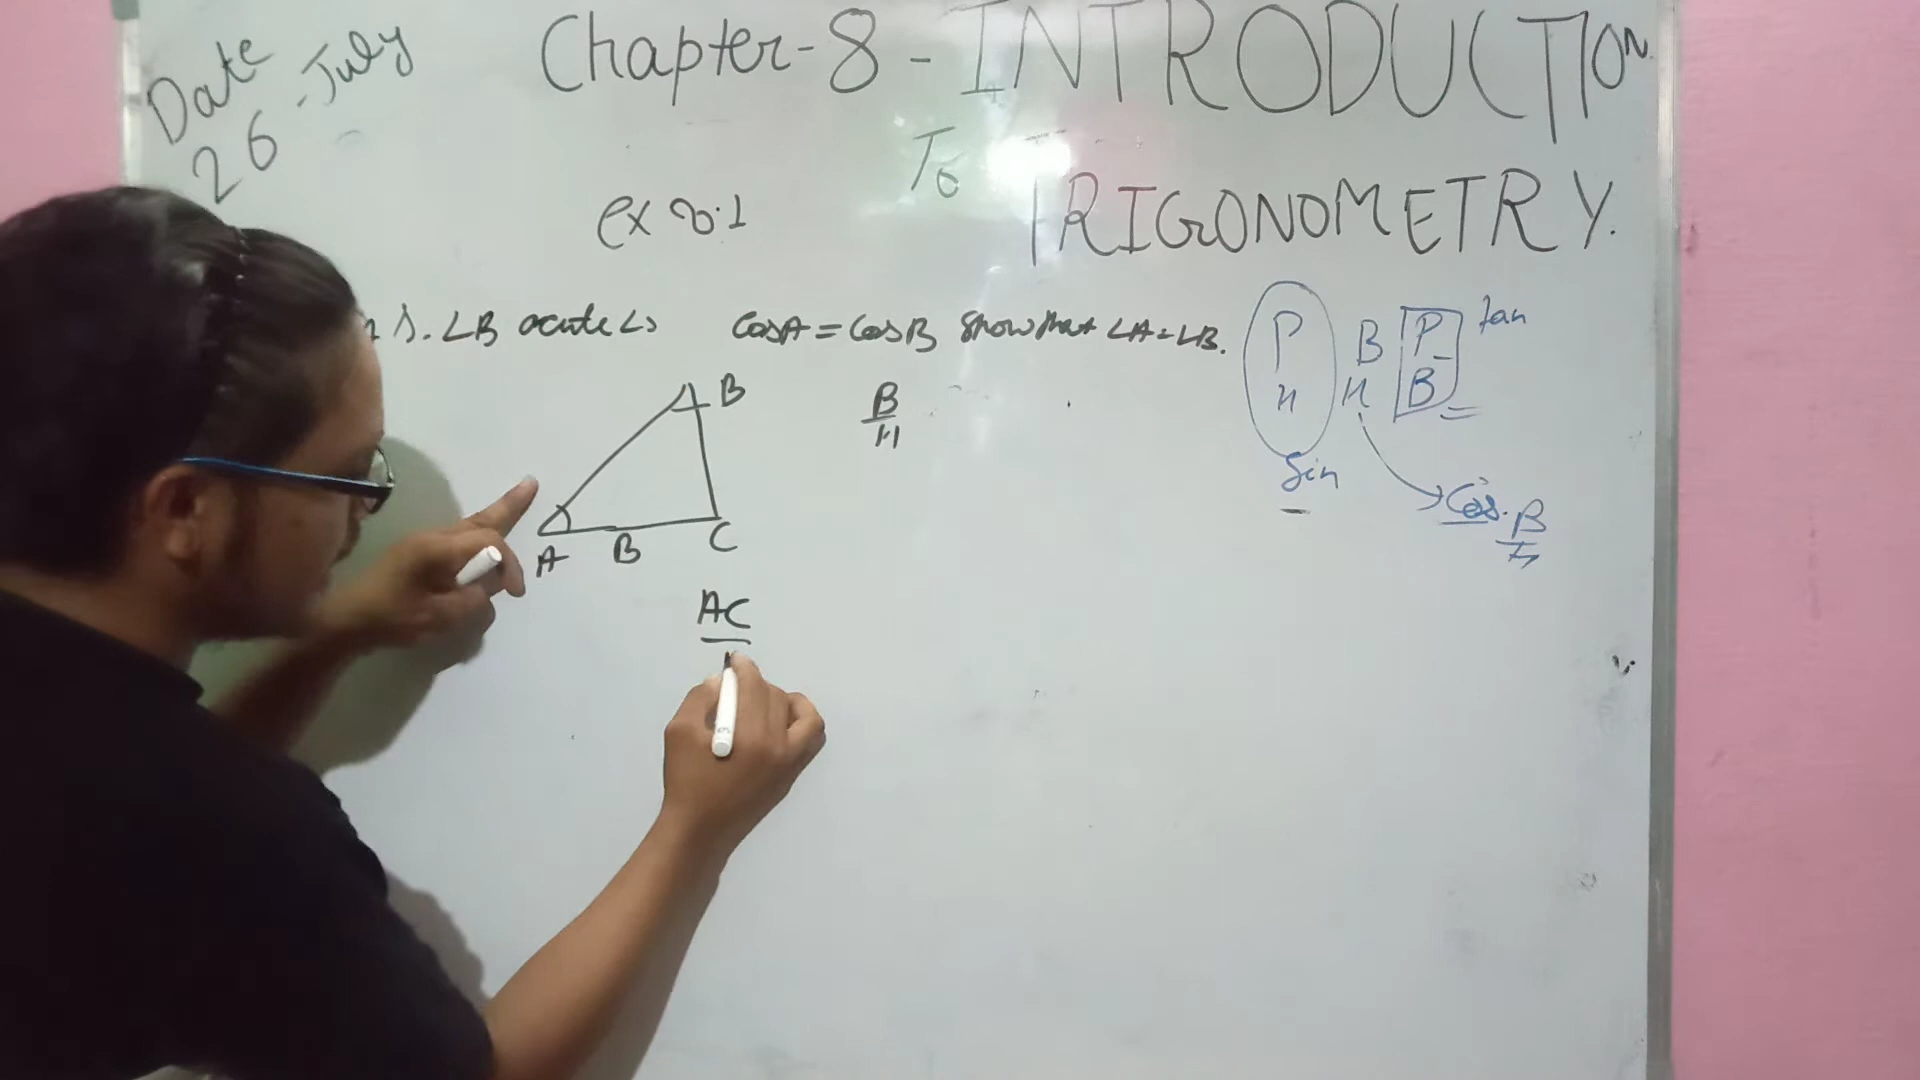 Date
26-July
Chapter-8-INTRODUCTION
To
TRIGONOMETRY.
ex 8.1
∠B acute ∠s CosA = CosB Show that ∠A = ∠B.
P B P tan
H H B
Sin
Cos. B
H
B
B
H
A B C
AC